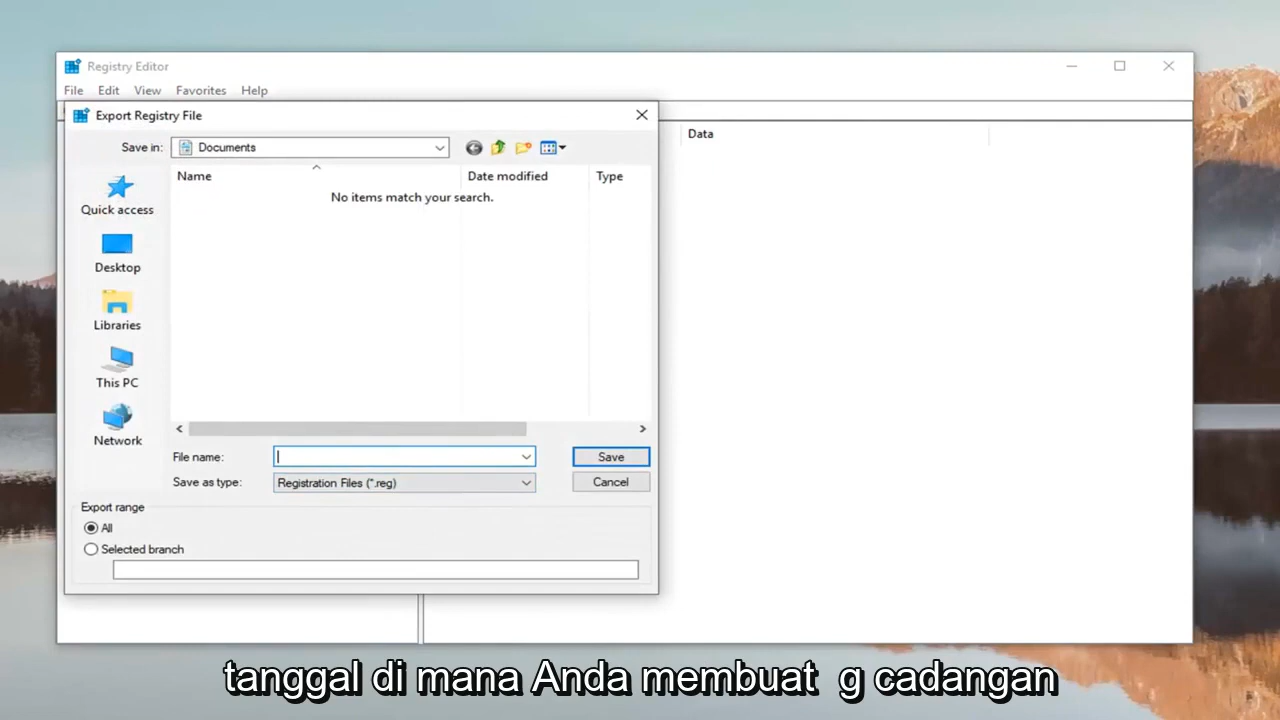 Registry Editor
File Edit View Favorites Help
Export Registry File
Save in: Documents
Data
Name Date modified Type
No items match your search.
Quick access
Desktop
Libraries
This PC
Network
File name: Save
Save as type: Registration Files (*.reg) Cancel
Export range
All
Selected branch
tanggal di mana Anda membuat g cadangan